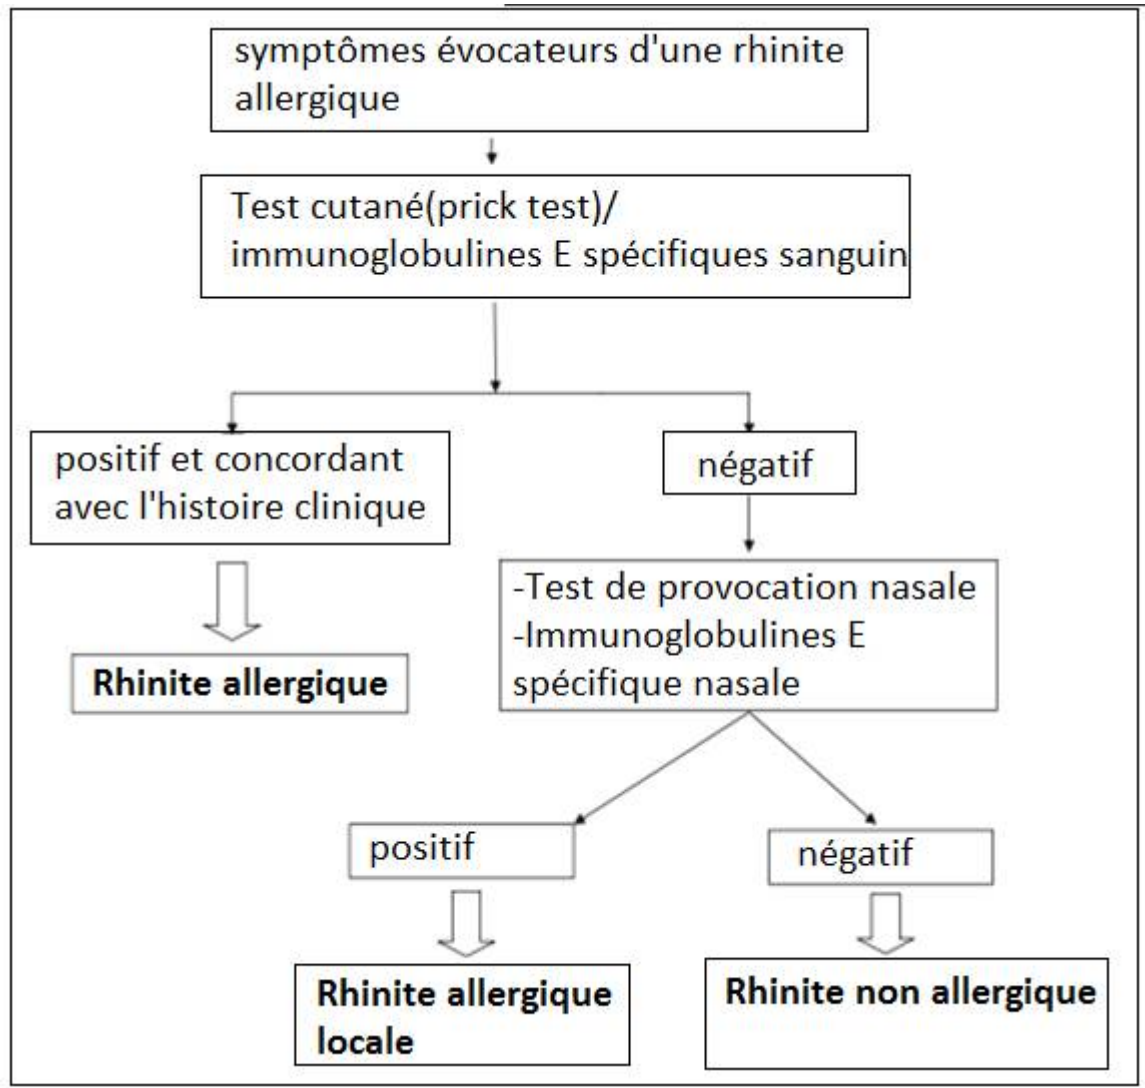 symptômes évocateurs d'une rhinite
allergique
Test cutané(prick test)/
immunoglobulines E spécifiques sanguin
positif et concordant
avec l'histoire clinique
négatif
Rhinite allergique
-Test de provocation nasale
-Immunoglobulines E
spécifique nasale
positif
négatif
Rhinite allergique
locale
Rhinite non allergique